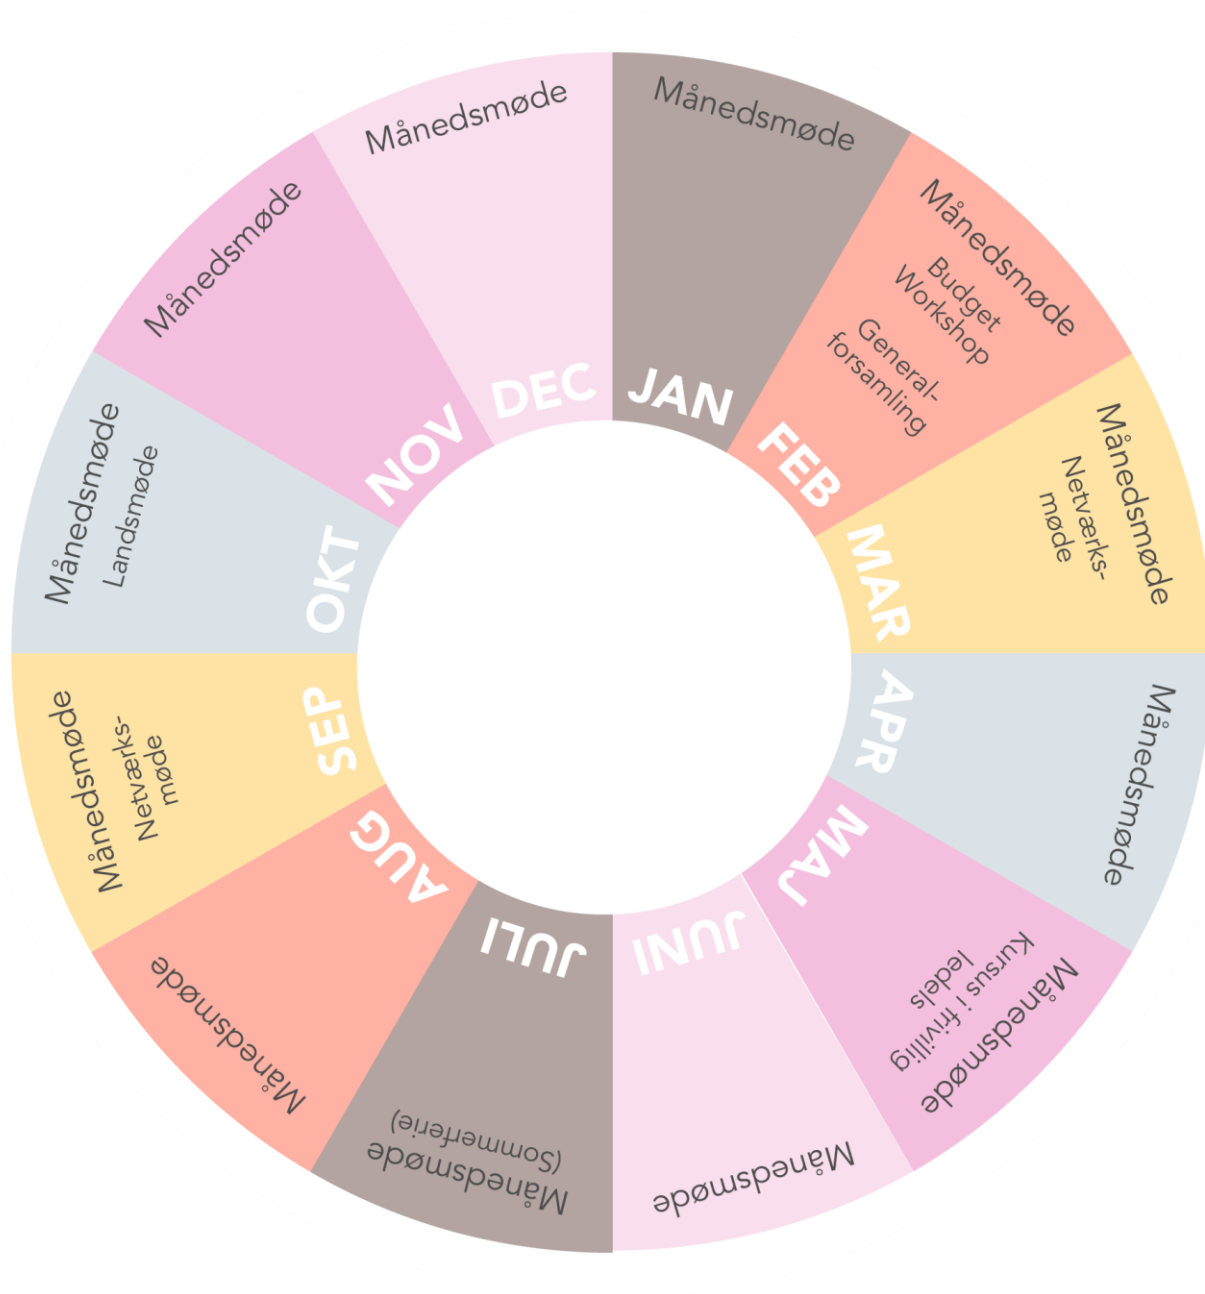 Månedsmøde
JAN
Månedsmøde
Budget
Workshop
General-
forsamling
FEB
Månedsmøde
Netværks-
møde
MAR
Månedsmøde
APR
Månedsmøde
Kursus i frivillig
ledels
MAJ
Månedsmøde
JUNI
Månedsmøde
(Sommerferie)
JULI
Månedsmøde
AUG
Månedsmøde
Netværks-
møde
SEP
Månedsmøde
Landsmøde
OKT
Månedsmøde
NOV
Månedsmøde
DEC